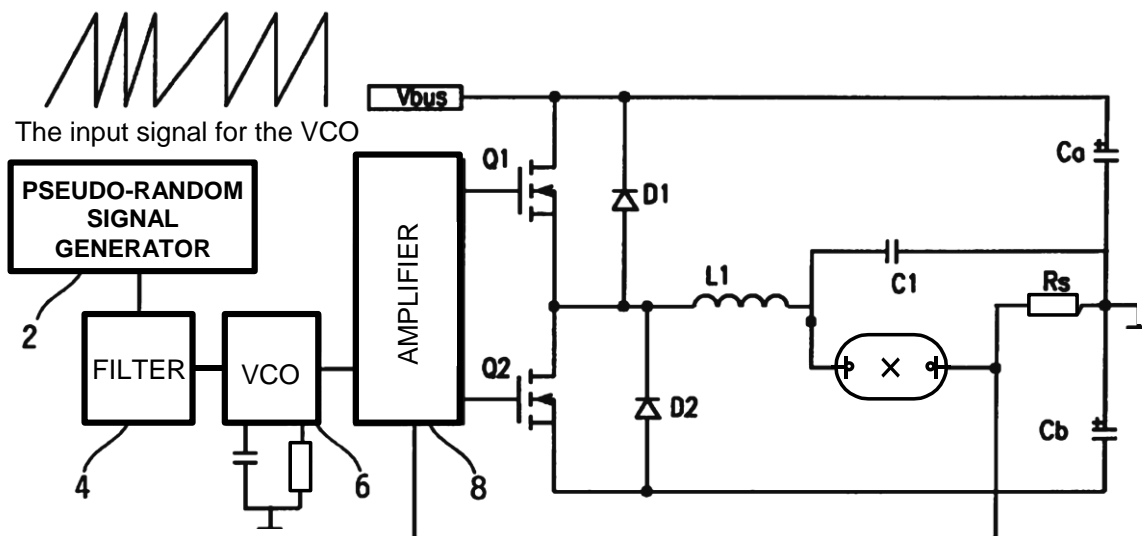 Vbus
The input signal for the VCO
PSEUDO-RANDOM
SIGNAL
GENERATOR
2
FILTER
4
VCO
6
AMPLIFIER
8
Q1
D1
Q2
D2
L1
C1
Rs
Ca
Cb